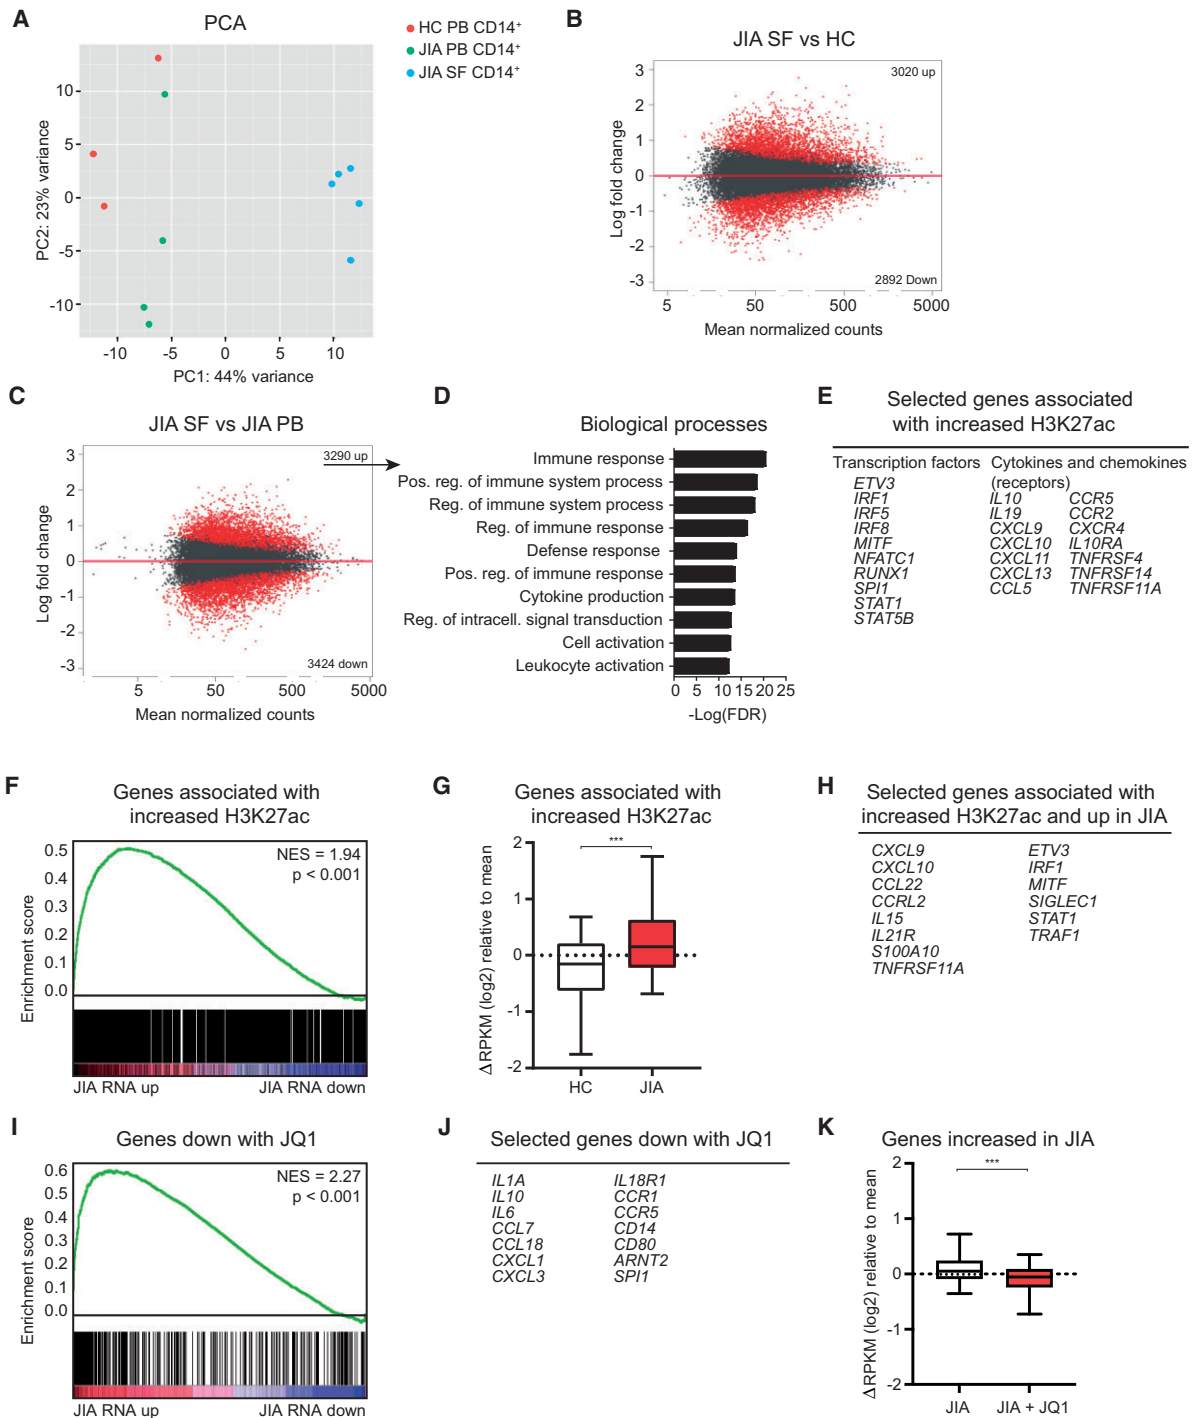 A
PCA
HC PB CD14+
JIA PB CD14+
JIA SF CD14+
PC2: 23% variance
10
5
0
-5
-10
-10 -5 0 5 10
PC1: 44% variance
B
JIA SF vs HC
3020 up
Log fold change
3
2
1
0
-1
-2
-3
2892 Down
5 50 500 5000
Mean normalized counts
C
JIA SF vs JIA PB
3290 up
Log fold change
3
2
1
0
-1
-2
-3
3424 down
5 50 500 5000
Mean normalized counts
D
Biological processes
Immune response
Pos. reg. of immune system process
Reg. of immune system process
Reg. of immune response
Defense response
Pos. reg. of immune response
Cytokine production
Reg. of intracell. signal transduction
Cell activation
Leukocyte activation
0 5 10 15 20 25
-Log(FDR)
E
Selected genes associated
with increased H3K27ac
Transcription factors
ETV3
IRF1
IRF5
IRF8
MITF
NFATC1
RUNX1
SPI1
STAT1
STAT5B
Cytokines and chemokines
(receptors)
IL10
IL19
CXCL9
CXCL10
CXCL11
CXCL13
CCL5
CCR5
CCR2
CXCR4
IL10RA
TNFRSF4
TNFRSF14
TNFRSF11A
F
Genes associated with
increased H3K27ac
NES = 1.94
p < 0.001
Enrichment score
0.5
0.4
0.3
0.2
0.1
0.0
JIA RNA up JIA RNA down
G
Genes associated with
increased H3K27ac
***
ΔRPKM (log2) relative to mean
2
1
0
-1
-2
HC JIA
H
Selected genes associated with
increased H3K27ac and up in JIA
CXCL9
CXCL10
CCL22
CCRL2
IL15
IL21R
S100A10
TNFRSF11A
ETV3
IRF1
MITF
SIGLEC1
STAT1
TRAF1
I
Genes down with JQ1
NES = 2.27
p < 0.001
Enrichment score
0.6
0.5
0.4
0.3
0.2
0.1
0.0
JIA RNA up JIA RNA down
J
Selected genes down with JQ1
IL1A
IL10
IL6
CCL7
CCL18
CXCL1
CXCL3
IL18R1
CCR1
CCR5
CD14
CD80
ARNT2
SPI1
K
Genes increased in JIA
***
ΔRPKM (log2) relative to mean
2
1
0
-1
-2
JIA JIA + JQ1